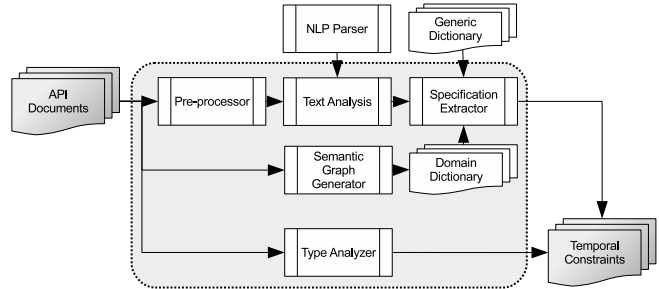 NLP Parser
Generic
Dictionary
API
Documents
Pre-processor
Text Analysis
Specification
Extractor
Semantic
Graph
Generator
Domain
Dictionary
Type Analyzer
Temporal
Constraints